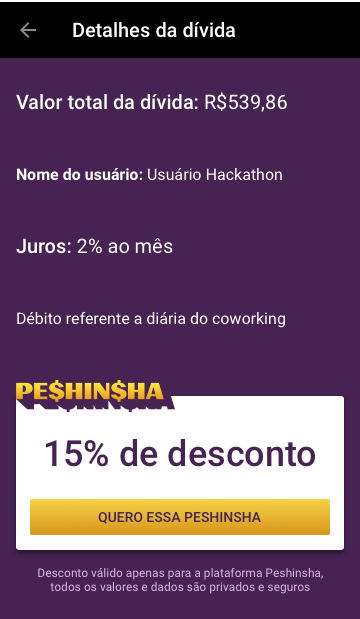 Detalhes da dívida
Valor total da dívida: R$539,86
Nome do usuário: Usuário Hackathon
Juros: 2% ao mês
Débito referente a diária do coworking
PE$HIN$HA
15% de desconto
QUERO ESSA PESHINSHA
Desconto válido apenas para a plataforma Peshinsha,
todos os valores e dados são privados e seguros